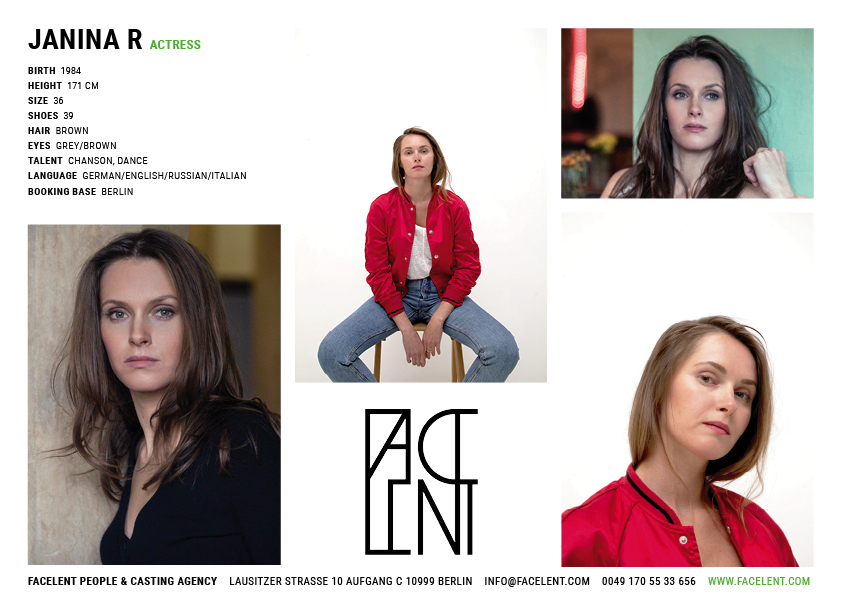 JANINA R ACTRESS
BIRTH 1984
HEIGHT 171 CM
SIZE 36
SHOES 39
HAIR BROWN
EYES GREY/BROWN
TALENT CHANSON, DANCE
LANGUAGE GERMAN/ENGLISH/RUSSIAN/ITALIAN
BOOKING BASE BERLIN
FACE
LENT
FACELENT PEOPLE & CASTING AGENCY LAUSITZER STRASSE 10 AUFGANG C 10999 BERLIN INFO@FACELENT.COM 0049 170 55 33 656 WWW.FACELENT.COM